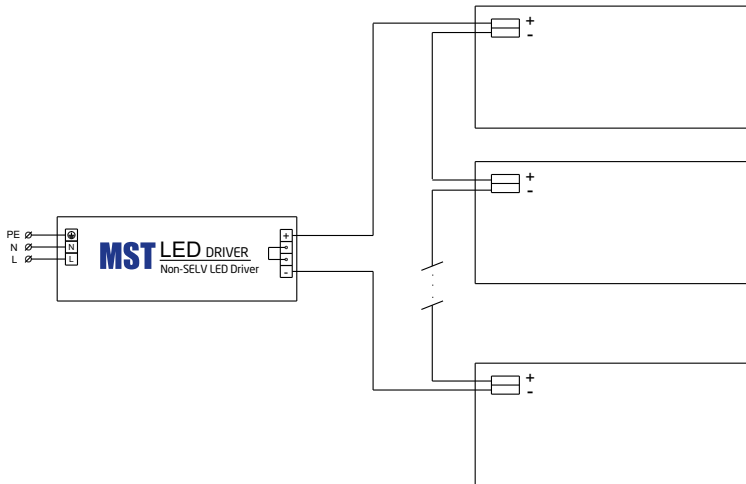 +
-
+
-
PE
N
L
N
L
MST LED DRIVER
Non-SELV LED Driver
+
-
+
-